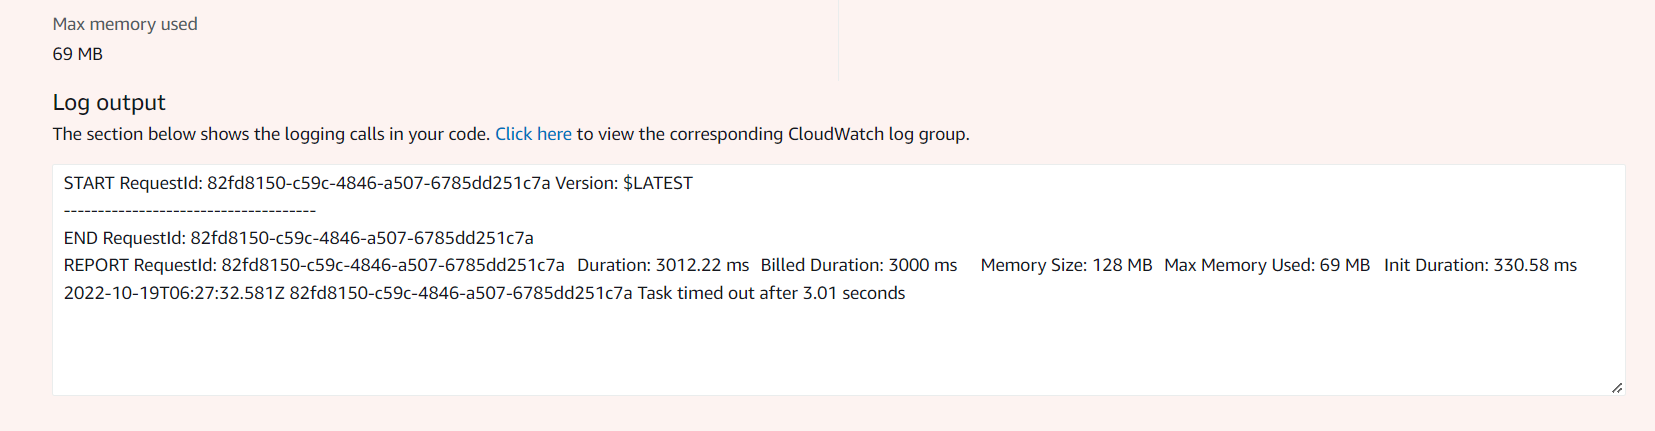 Max memory used
69 MB
Log output
The section below shows the logging calls in your code. Click here to view the corresponding CloudWatch log group.
START RequestId: 82fd8150-c59c-4846-a507-6785dd251c7a Version: $LATEST
-------------------------------------
END RequestId: 82fd8150-c59c-4846-a507-6785dd251c7a
REPORT RequestId: 82fd8150-c59c-4846-a507-6785dd251c7a Duration: 3012.22 ms Billed Duration: 3000 ms Memory Size: 128 MB Max Memory Used: 69 MB Init Duration: 330.58 ms
2022-10-19T06:27:32.581Z 82fd8150-c59c-4846-a507-6785dd251c7a Task timed out after 3.01 seconds